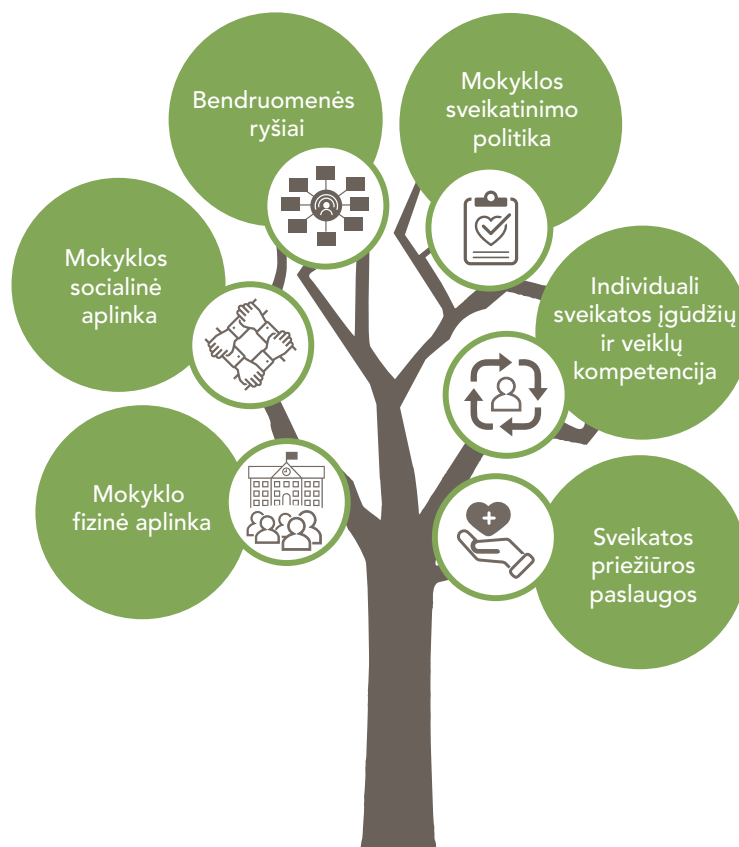 Bendruomenės
ryšiai
Mokyklos
sveikatinimo
politika
Mokyklos
socialinė
aplinka
Individuali
sveikatos įgūdžių
ir veiklų
kompetencija
Mokyklo
fizinė aplinka
Sveikatos
priežiūros
paslaugos